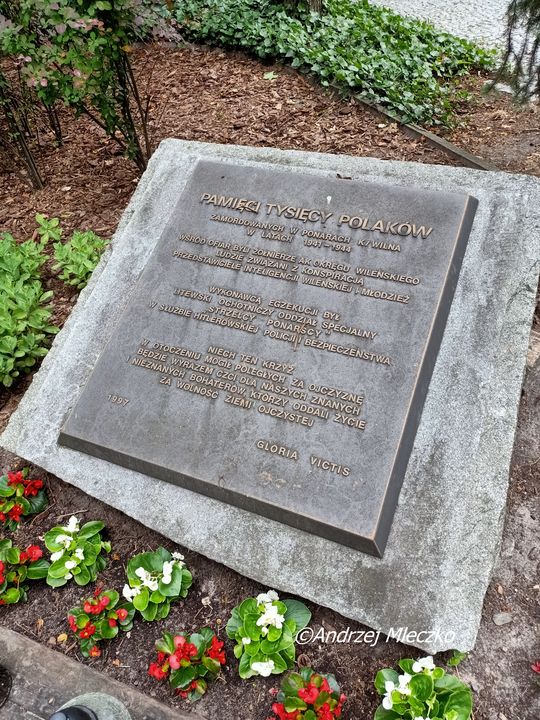 PAMIĘCI TYSIĘCY POLAKÓW
ZAMORDOWANYCH W PONARACH K/WILNA
W LATACH 1941-1944
WŚRÓD OFIAR BYLI ŻOŁNIERZE AK OKRĘGU WILEŃSKIEGO
LUDZIE ZWIĄZANI Z KONSPIRACJĄ
PRZEDSTAWICIELE INTELIGENCJI WILEŃSKIEJ I MŁODZIEŻ
WYKONAWCĄ EGZEKUCJI BYŁ
LITEWSKI OCHOTNICZY ODDZIAŁ SPECJALNY
"STRZELCY PONARSCY"
W SŁUŻBIE HITLEROWSKIEJ POLICJI BEZPIECZEŃSTWA
NIECH TEN KRZYŻ
W OTOCZENIU MOGIŁ POLEGŁYCH ZA OJCZYZNĘ
BĘDZIE WYRAZEM CZCI DLA NASZYCH ZNANYCH
I NIEZNANYCH BOHATERÓW, KTÓRZY ODDALI ŻYCIE
ZA WOLNOŚĆ ZIEMI OJCZYSTEJ
1997
GLORIA VICTIS
©Andrzej Mleczko